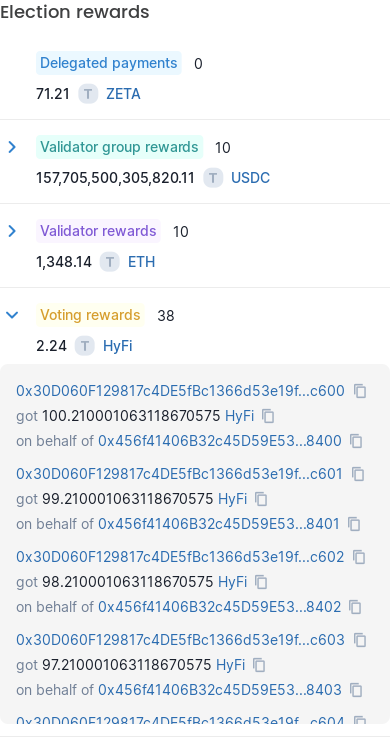 Election rewards
Delegated payments 0
71.21 T ZETA
Validator group rewards 10
157,705,500,305,820.11 T USDC
Validator rewards 10
1,348.14 T ETH
Voting rewards 38
2.24 T HyFi
0x30D060F129817c4DE5fBc1366d53e19f...c600
got 100.210001063118670575 HyFi
on behalf of 0x456f41406B32c45D59E53...8400
0x30D060F129817c4DE5fBc1366d53e19f...c601
got 99.210001063118670575 HyFi
on behalf of 0x456f41406B32c45D59E53...8401
0x30D060F129817c4DE5fBc1366d53e19f...c602
got 98.210001063118670575 HyFi
on behalf of 0x456f41406B32c45D59E53...8402
0x30D060F129817c4DE5fBc1366d53e19f...c603
got 97.210001063118670575 HyFi
on behalf of 0x456f41406B32c45D59E53...8403
0x30D060F129817c4DE5fBc1366d53e19f...c604